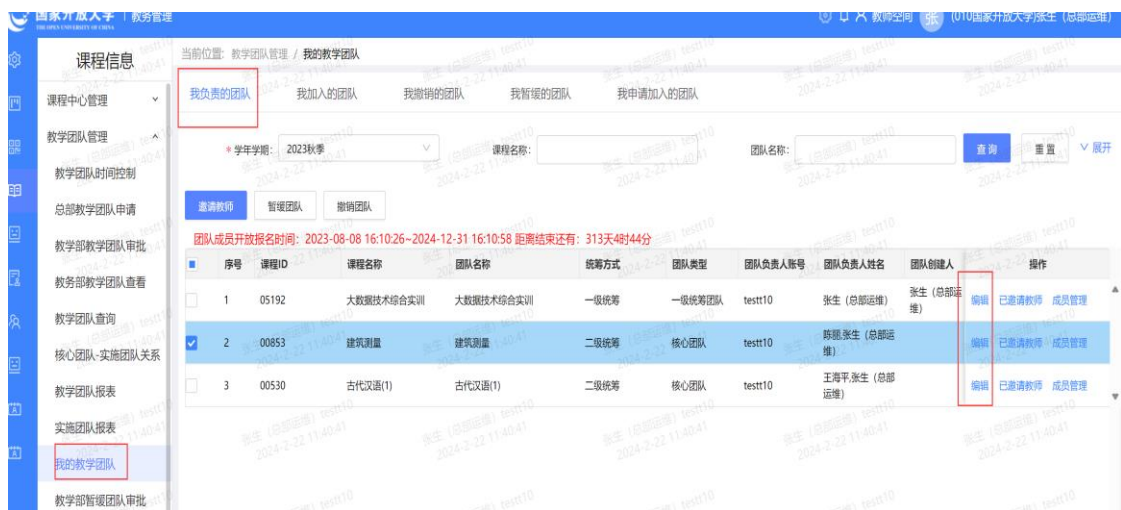 国家开放大学 教务管理
THE OPEN UNIVERSITY OF CHINA
教师空间 张 (010国家开放大学)张生 (总部运维)
课程信息
课程中心管理
教学团队管理
教学团队时间控制
总部教学团队申请
教学部教学团队审批
教务部教学团队查看
教学团队查询
核心团队-实施团队关系
教学团队报表
实施团队报表
我的教学团队
教学部暂缓团队审批
当前位置: 教学团队管理 / 我的教学团队
我负责的团队 我加入的团队 我撤销的团队 我暂缓的团队 我申请加入的团队
* 学年学期: 2023秋季 课程名称: 团队名称: 查询 重置 展开
邀请教师 暂缓团队 撤销团队
团队成员开放报名时间: 2023-08-08 16:10:26~2024-12-31 16:10:58 距离结束还有: 313天4时44分
序号 课程ID 课程名称 团队名称 统筹方式 团队类型 团队负责人账号 团队负责人姓名 团队创建人 操作
1 05192 大数据技术综合实训 大数据技术综合实训 一级统筹 一级统筹团队 testt10 张生 (总部运维) 张生 (总部运维) 编辑 已邀请教师 成员管理
2 00853 建筑测量 建筑测量 二级统筹 核心团队 testt10 陈丽,张生 (总部运维) 编辑 已邀请教师 成员管理
3 00530 古代汉语(1) 古代汉语(1) 二级统筹 核心团队 testt10 王海平,张生 (总部运维) 编辑 已邀请教师 成员管理
张生 (总部运维) testt10
2024-2-22 11:40:41